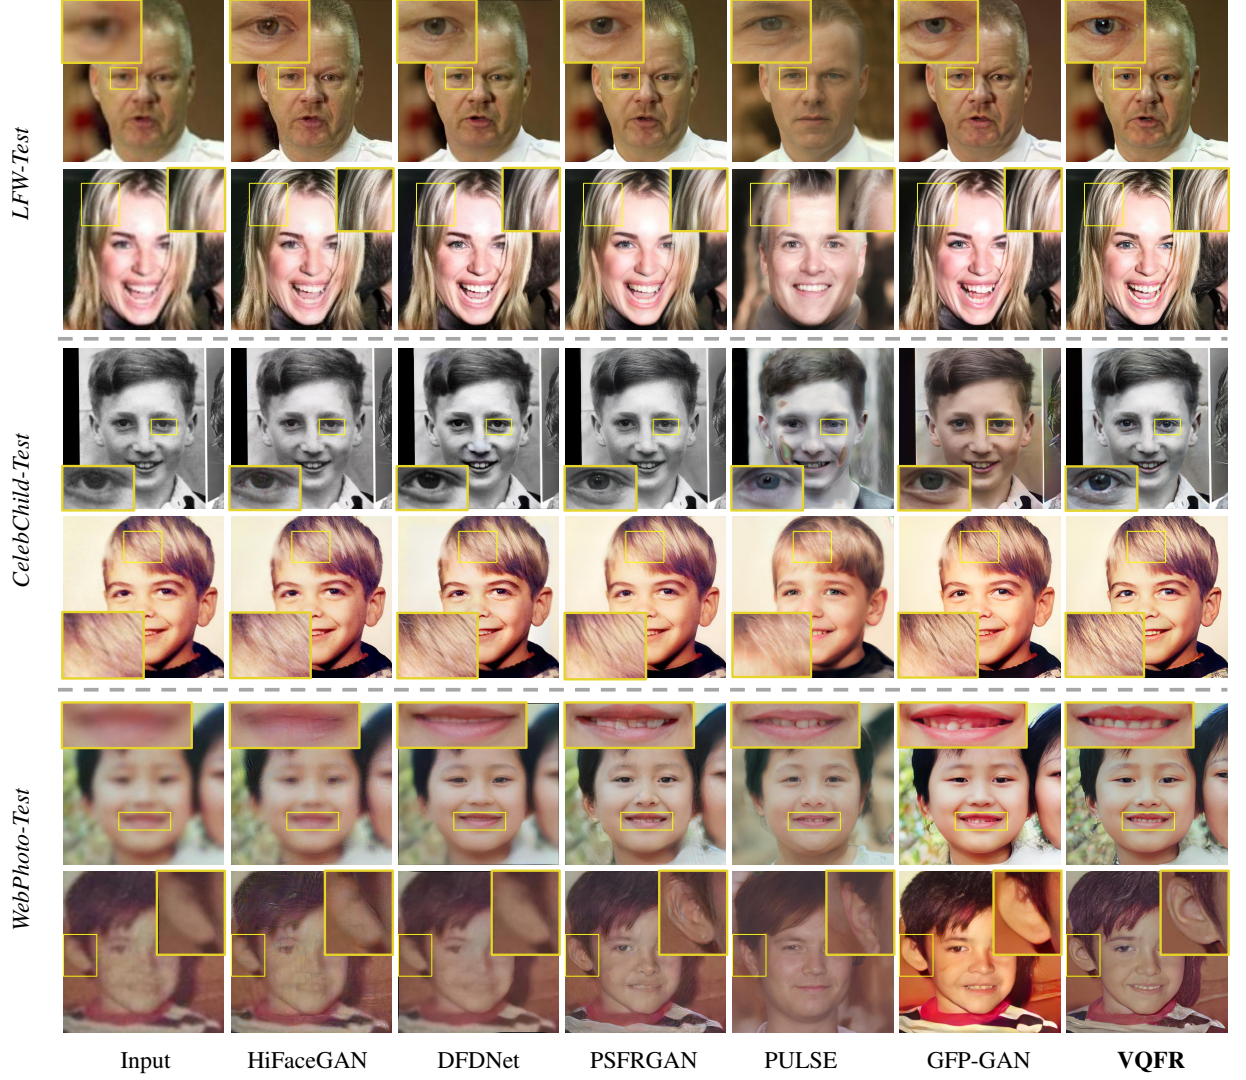 LFW-Test
CelebChild-Test
WebPhoto-Test
Input HiFaceGAN DFDNet PSFRGAN PULSE GFP-GAN VQFR